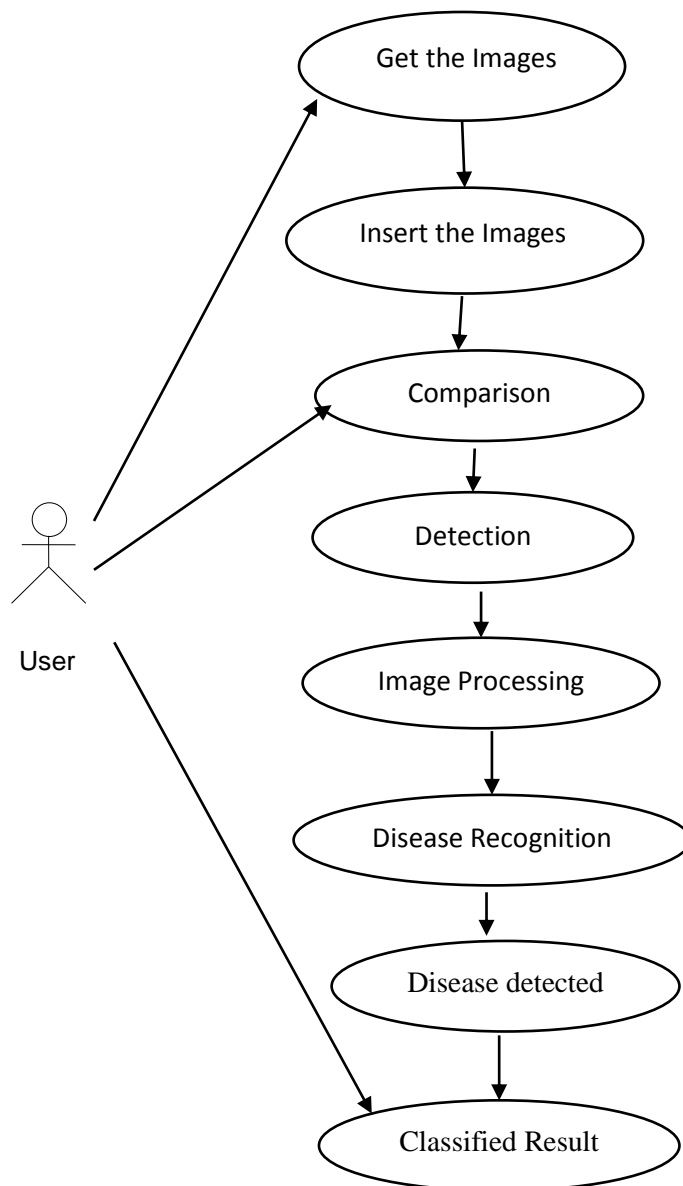 Get the Images
Insert the Images
Comparison
Detection
User
Image Processing
Disease Recognition
Disease detected
Classified Result